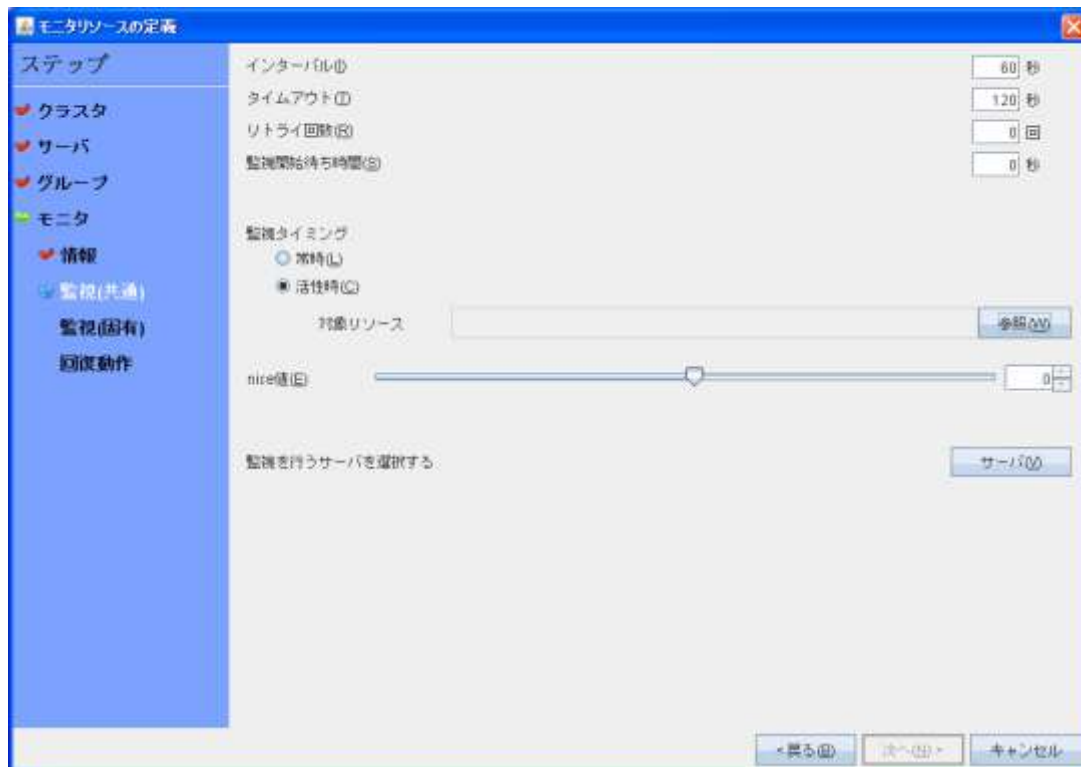 モニタリソースの定義
ステップ
クラスタ
サーバ
グループ
モニタ
情報
監視(共通)
監視(固有)
回復動作
インターバル(I) 60 秒
タイムアウト(T) 120 秒
リトライ回数(R) 0 回
監視開始待ち時間(S) 0 秒
監視タイミング
常時(L)
活性時(C)
対象リソース 参照(W)
nice値(E) 0
監視を行うサーバを選択する サーバ(V)
<戻る(B) 次へ(N)> キャンセル